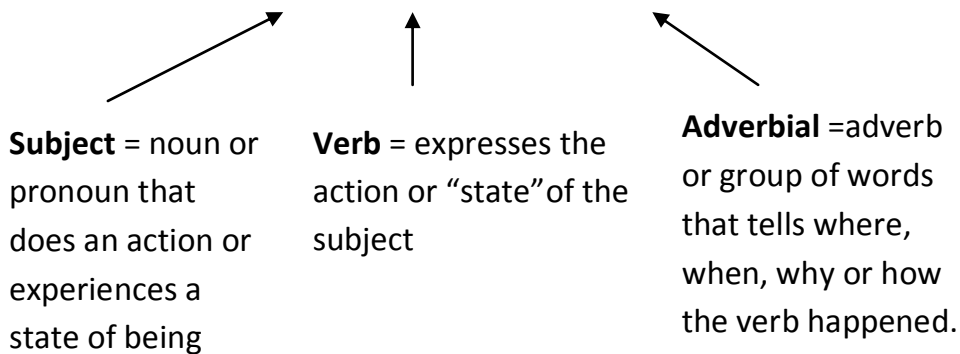 Subject = noun or
pronoun that
does an action or
experiences a
state of being
Verb = expresses the
action or “state”of the
subject
Adverbial =adverb
or group of words
that tells where,
when, why or how
the verb happened.